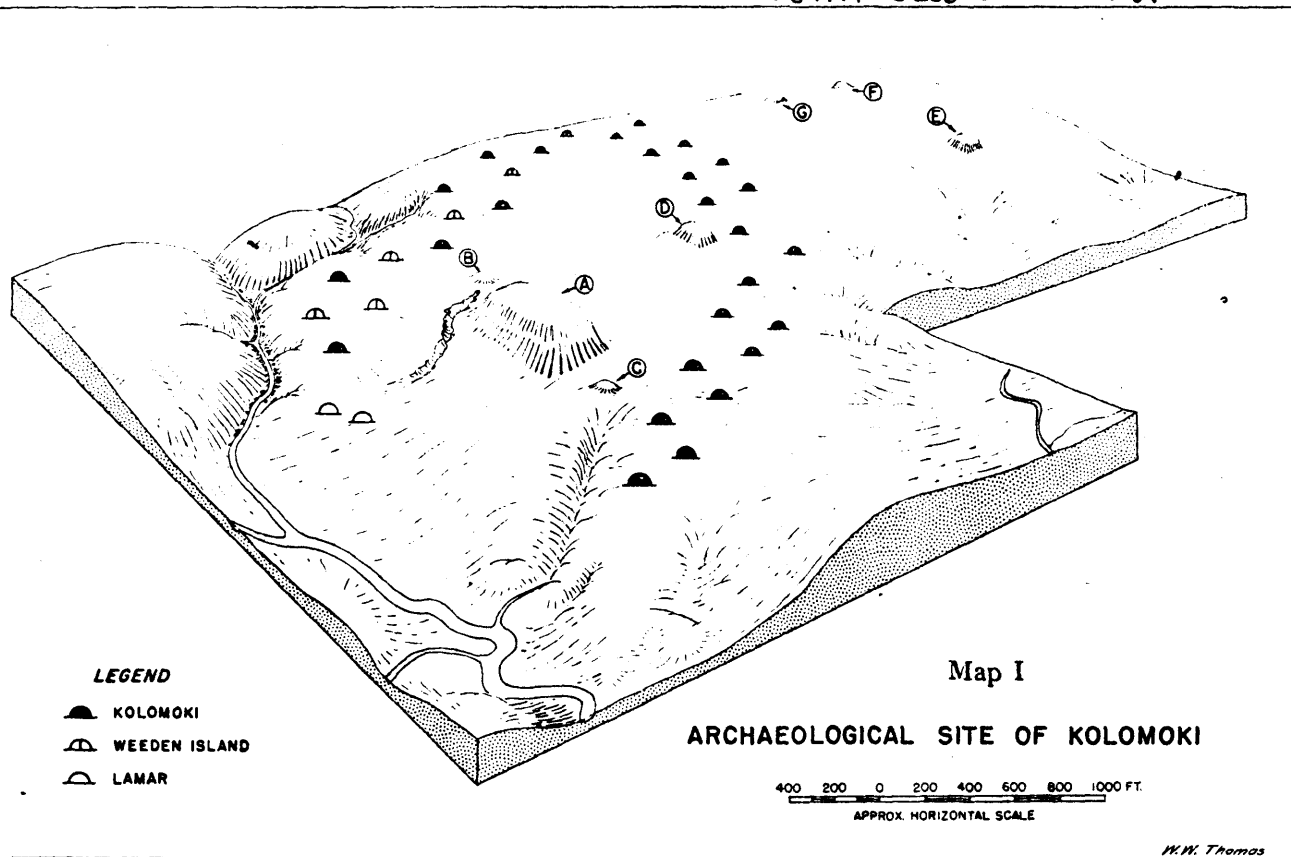 F
G
E
D
B
A
C
LEGEND
KOLOMOKI
WEEDEN ISLAND
LAMAR
Map I
ARCHAEOLOGICAL SITE OF KOLOMOKI
400 200 0 200 400 600 800 1000 FT.
APPROX. HORIZONTAL SCALE
W.W. Thomas